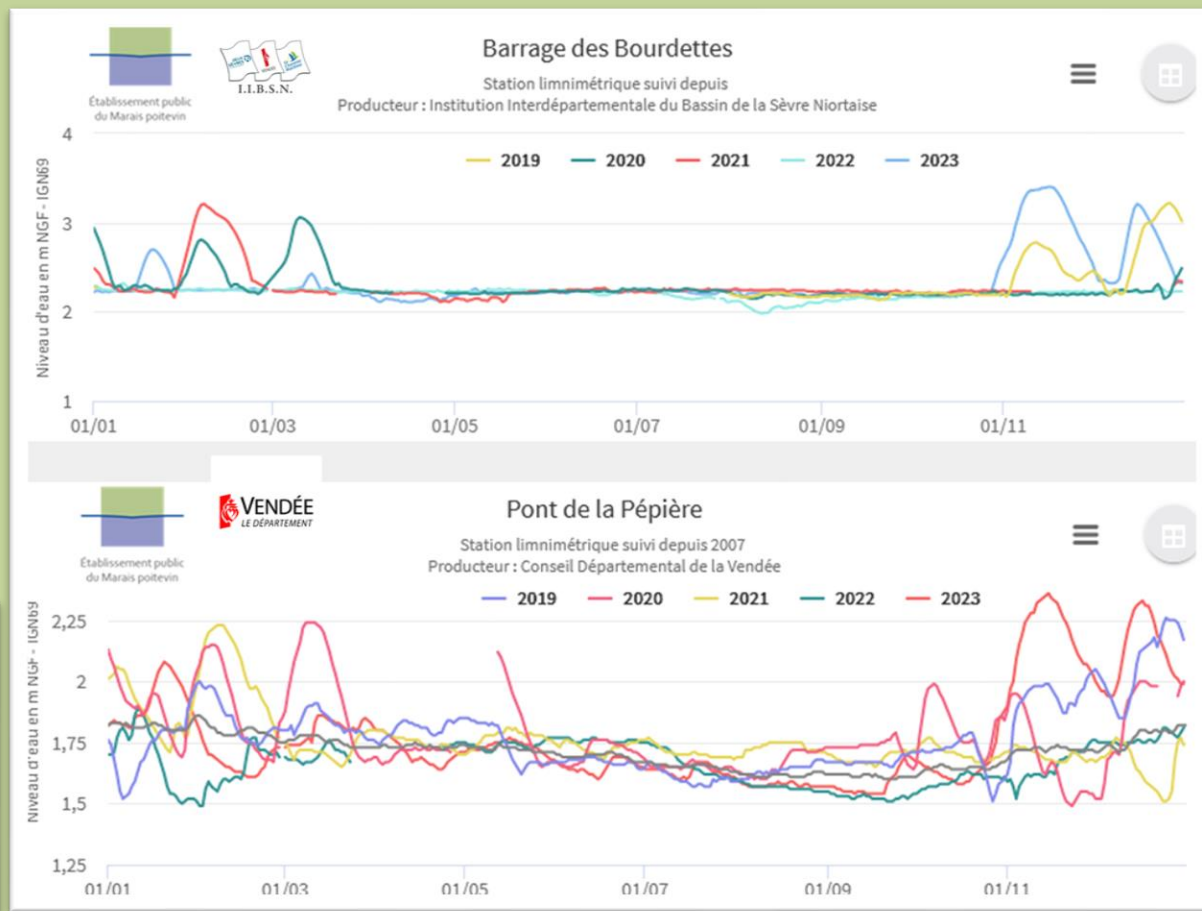 Barrage des Bourdettes
Station limnimétrique suivi depuis
Producteur : Institution Interdépartementale du Bassin de la Sèvre Niortaise
Établissement public
du Marais poitevin
I.I.B.S.N.
2019 2020 2021 2022 2023
Niveau d'eau en m NGF - IGN69
4
3
2
1
01/01 01/03 01/05 01/07 01/09 01/11
Pont de la Pépière
Station limnimétrique suivi depuis 2007
Producteur : Conseil Départemental de la Vendée
Établissement public
du Marais poitevin
VENDÉE
LE DÉPARTEMENT
2019 2020 2021 2022 2023
Niveau d'eau en m NGF - IGN69
2,25
2
1,75
1,5
1,25
01/01 01/03 01/05 01/07 01/09 01/11